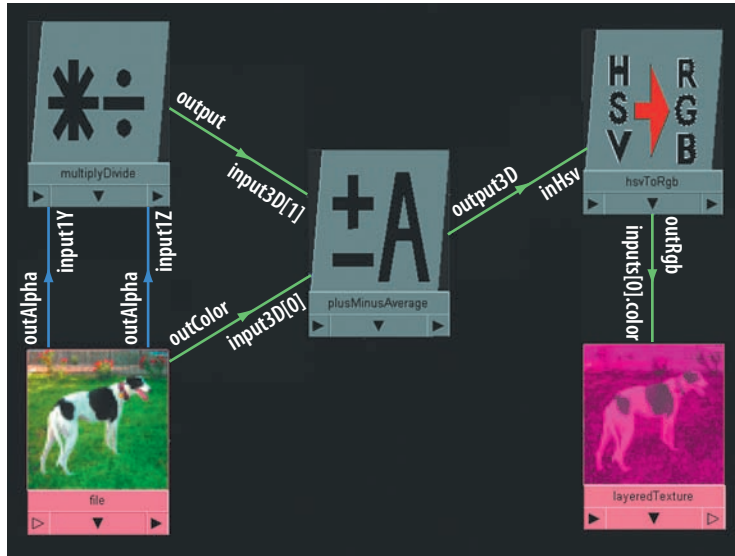 multiplyDivide
output
input3D[1]
input1Y
input1Z
outAlpha
outAlpha
file
outColor
input3D[0]
plusMinusAverage
output3D
inHsv
H R
S G
V B
hsvToRgb
outRgb
inputs[0].color
layeredTexture